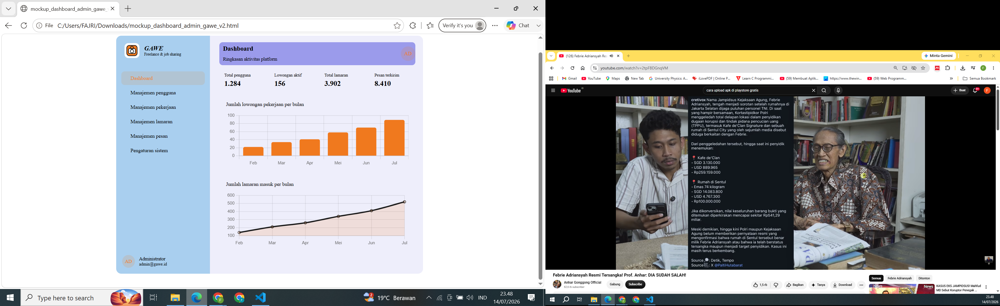 mockup_dashboard_admin_gawe_
File C:/Users/FAJRI/Downloads/mockup_dashboard_admin_gawe_v2.html
Verify it's you
Chat
GAWE
Freelance & job sharing
Dashboard
Manajemen pengguna
Manajemen pekerjaan
Manajemen lamaran
Manajemen pesan
Pengaturan sistem
AD
Administrator
admin@gawe.id
Dashboard
Ringkasan aktivitas platform
AD
Total pengguna
1.284
Lowongan aktif
156
Total lamaran
3.902
Pesan terkirim
8.410
Jumlah lowongan pekerjaan per bulan
100
80
60
40
20
0
Feb Mar Apr Mei Jun Jul
Jumlah lamaran masuk per bulan
600
500
400
300
200
100
Feb Mar Apr Mei Jun Jul
Type here to search
2
19°C Berawan
IND
23.48
14/07/2026
(126) Febrie Adriansyah Res
Minta Gemini
youtube.com/watch?v=2tpFBDGnqVM
F
Gmail YouTube Maps New Tab University Physics: A... iLovePDF | Online P... Learn C Programmi... (59) Membuat Aplik... https://www.thewin... (59) Web Programm... Semua Bookmark
YouTube ID
cara upload apk di playstore gratis
Buat
9+
F
cretivox Nama Jampidsus Kejaksaan Agung, Febrie
Adriansyah, tengah menjadi sorotan setelah rumahnya di
Jakarta Selatan dijaga puluhan personel TNI. Di saat
yang hampir bersamaan, Kortastipidkor Polri
menggeledah total delapan lokasi dalam penyidikan
dugaan korupsi dan tindak pidana pencucian uang
(TPPU), termasuk Kafe de'Clan Signature dan sebuah
rumah di Sentul City yang oleh sejumlah media disebut
diduga berkaitan dengan Febrie.
Dari penggeledahan tersebut, hingga saat ini penyidik
menemukan:
📍 Kafe de'Clan
• SGD 3.130.000
• USD 889.965
• Rp259.159.000
📍 Rumah di Sentul
• Emas 74 kilogram
• SGD 14.083.800
• USD 4.767.300
• Rp100.000.000
Jika dikonversikan, nilai keseluruhan barang bukti yang
ditemukan diperkirakan mencapai sekitar Rp541,29
miliar.
Meski demikian, hingga kini Polri maupun Kejaksaan
Agung belum memberikan pernyataan resmi yang
mengonfirmasi bahwa rumah di Sentul tersebut benar
milik Febrie Adriansyah atau bahwa ia telah berstatus
tersangka maupun menjadi target penyidikan. Kasus ini
masih terus berkembang.
Source🔎: Detik, Tempo
Source: X @PaltiHutabarat
Febrie Adriansyah Resmi Tersangka! Prof. Anhar: DIA SUDAH SALAH!
Anhar Gonggong Official
62,6 rb subscriber
Gabung
Subscribe
1,5 rb
Bagikan
Tanya
Download
Semua
Febrie Adriansyah
Ditonton
News
News
KASUS EKS JAMPIDSUS! Mahfud
MD Sebut Koruptor Penegak ...
23.48
14/07/2026